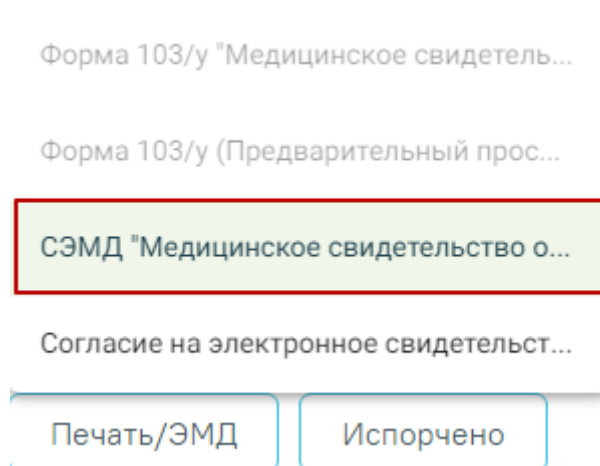 Форма 103/у "Медицинское свидетель...
Форма 103/у (Предварительный прос...
СЭМД "Медицинское свидетельство о...
Согласие на электронное свидетельст...
Печать/ЭМД Испорчено